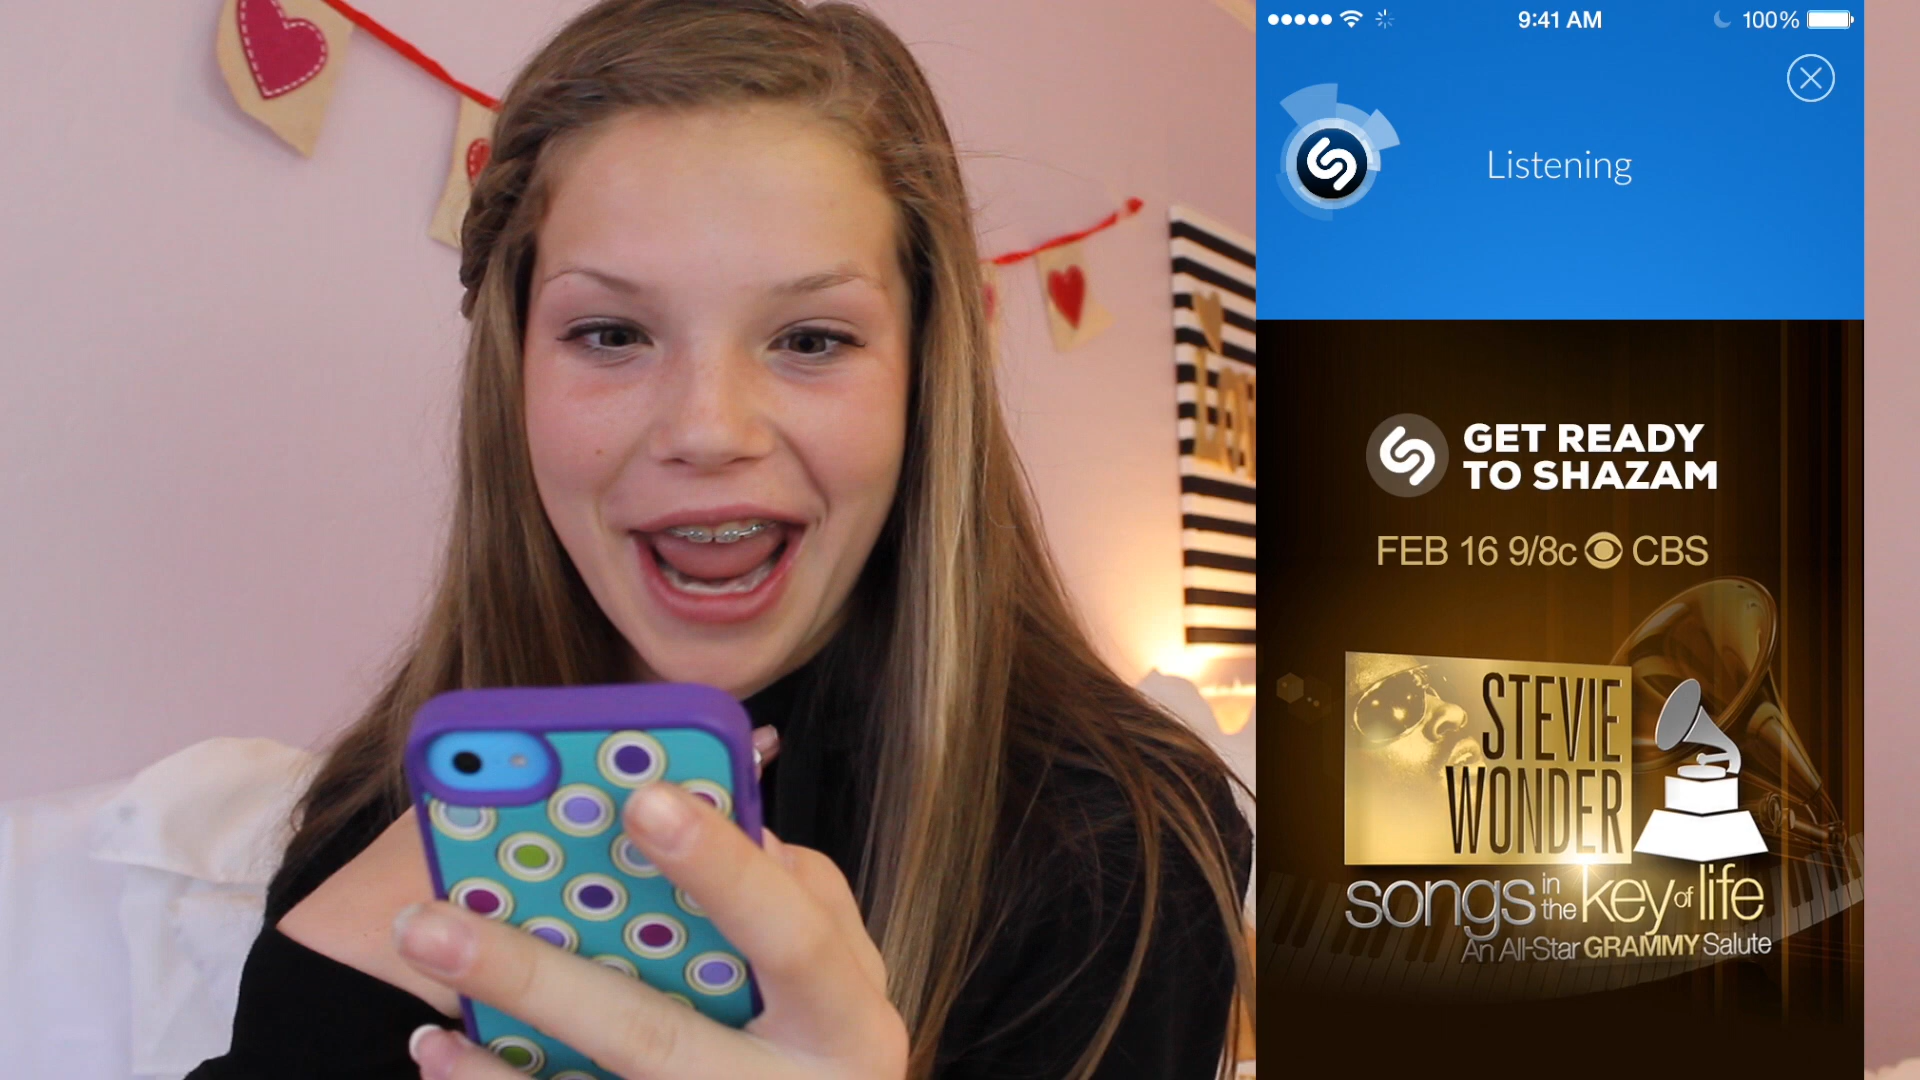 9:41 AM
100%
Listening
GET READY
TO SHAZAM
FEB 16 9/8c CBS
STEVIE
WONDER
songs in the key of life
An All-Star GRAMMY Salute